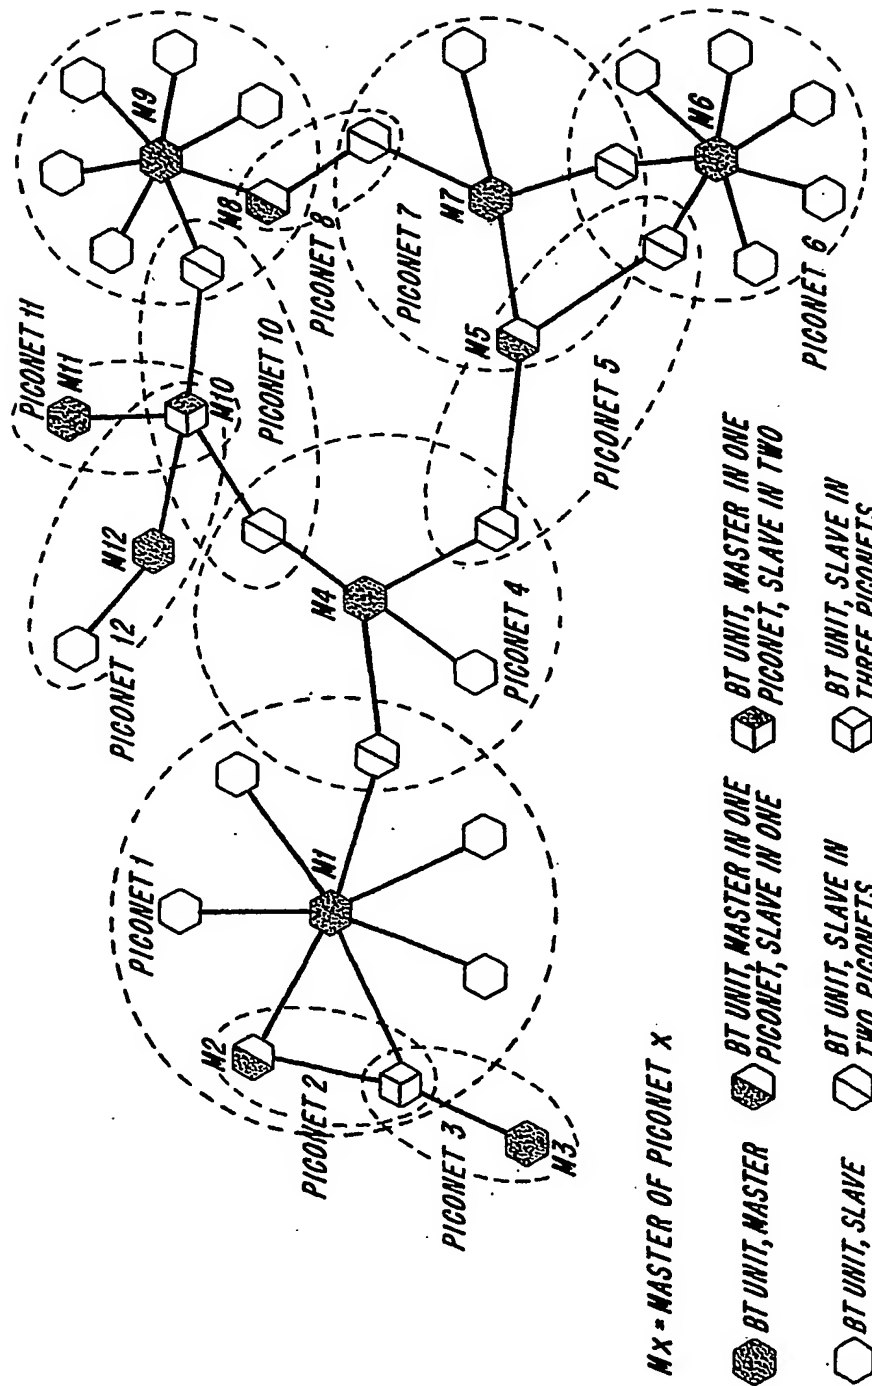 PICONET 1
M1
M2
PICONET 2
PICONET 3
M3
PICONET 12
M12
PICONET 11
M11
M10
PICONET 10
M9
M8
PICONET 8
PICONET 7
M7
M4
PICONET 4
M5
PICONET 5
M6
PICONET 6
MX = MASTER OF PICONET X
BT UNIT, MASTER
BT UNIT, MASTER IN ONE
PICONET, SLAVE IN ONE
BT UNIT, MASTER IN ONE
PICONET, SLAVE IN TWO
BT UNIT, SLAVE
BT UNIT, SLAVE IN
TWO PICONETS
BT UNIT, SLAVE IN
THREE PICONETS